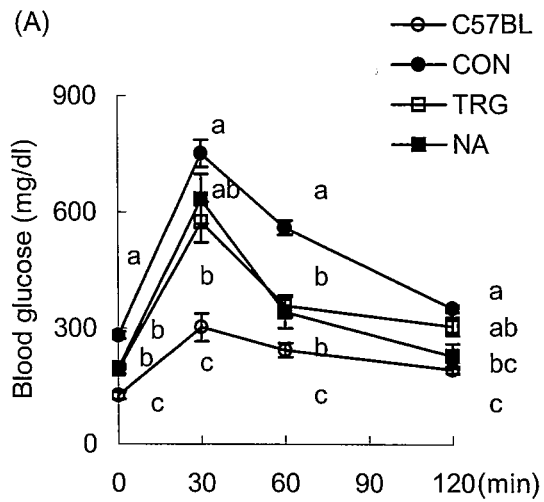 (A)
C57BL
CON
TRG
NA
Blood glucose (mg/dl)
900
600
300
0
a
a
ab
a
b
b
b
b
b
c
c
c
a
ab
bc
c
0 30 60 90 120 (min)